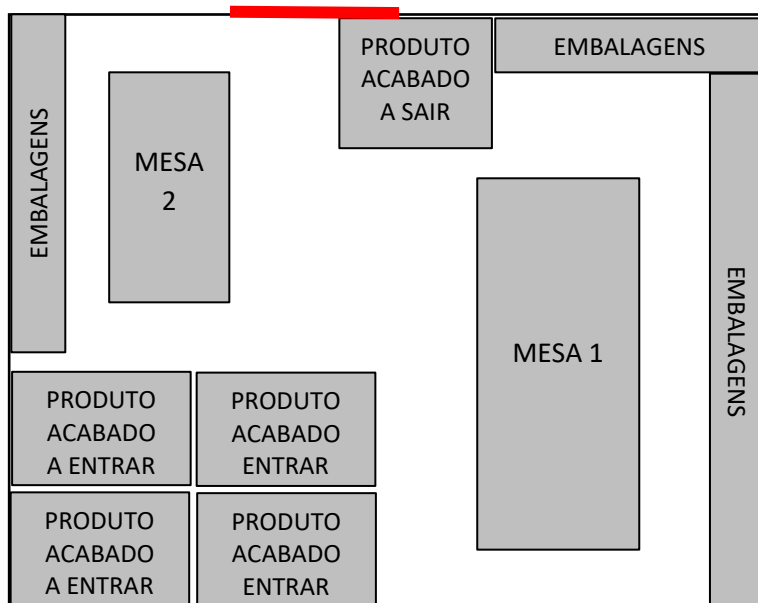 PRODUTO
ACABADO
A SAIR
EMBALAGENS
EMBALAGENS
MESA
2
MESA 1
EMBALAGENS
PRODUTO
ACABADO
A ENTRAR
PRODUTO
ACABADO
ENTRAR
PRODUTO
ACABADO
A ENTRAR
PRODUTO
ACABADO
ENTRAR